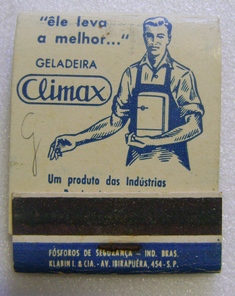 "êle leva
a melhor..."
GELADEIRA
Climax
G
Um produto das Indústrias
FÓSFOROS DE SEGURANÇA - IND. BRAS.
KLABIN I. & CIA. - AV. IBIRAPUÉRA, 454 - S. P.